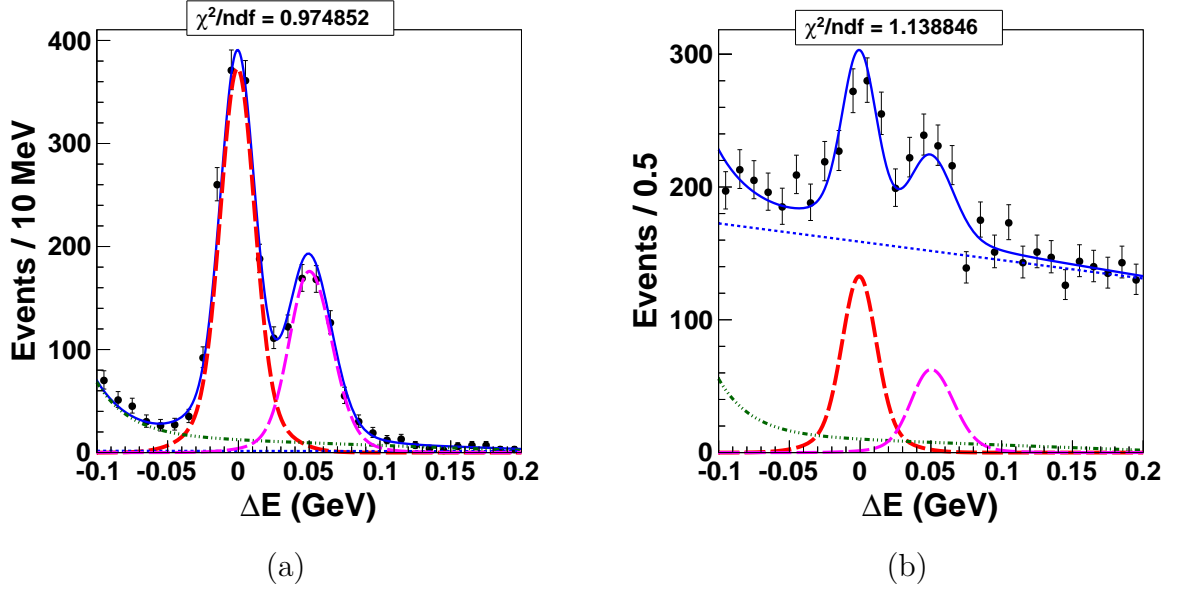 χ²/ndf = 0.974852
Events / 10 MeV
400
300
200
100
0
-0.1 -0.05 0 0.05 0.1 0.15 0.2
ΔE (GeV)
(a)
χ²/ndf = 1.138846
Events / 0.5
300
200
100
0
-0.1 -0.05 0 0.05 0.1 0.15 0.2
ΔE (GeV)
(b)